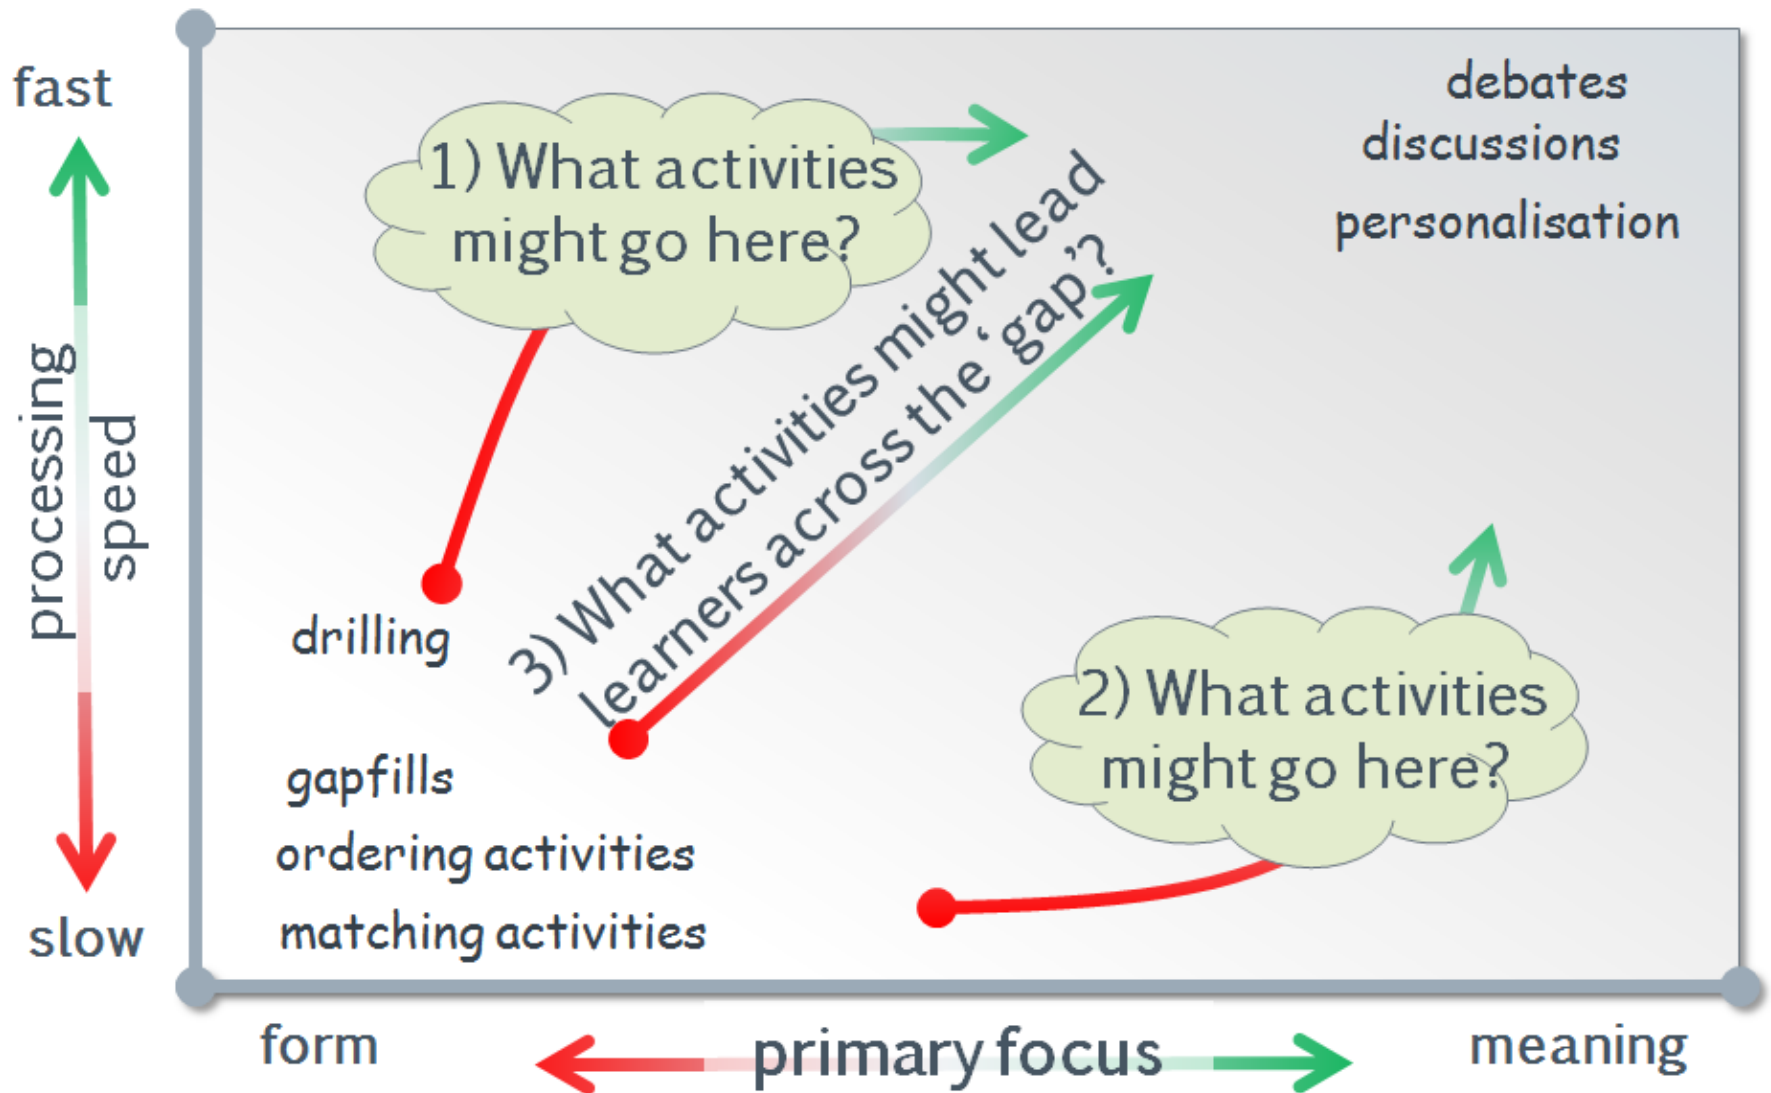 fast
processing
speed
slow
1) What activities
might go here?
3) What activities might lead
learners across the ‘gap’?
debates
discussions
personalisation
drilling
gapfills
ordering activities
matching activities
2) What activities
might go here?
form
primary focus
meaning